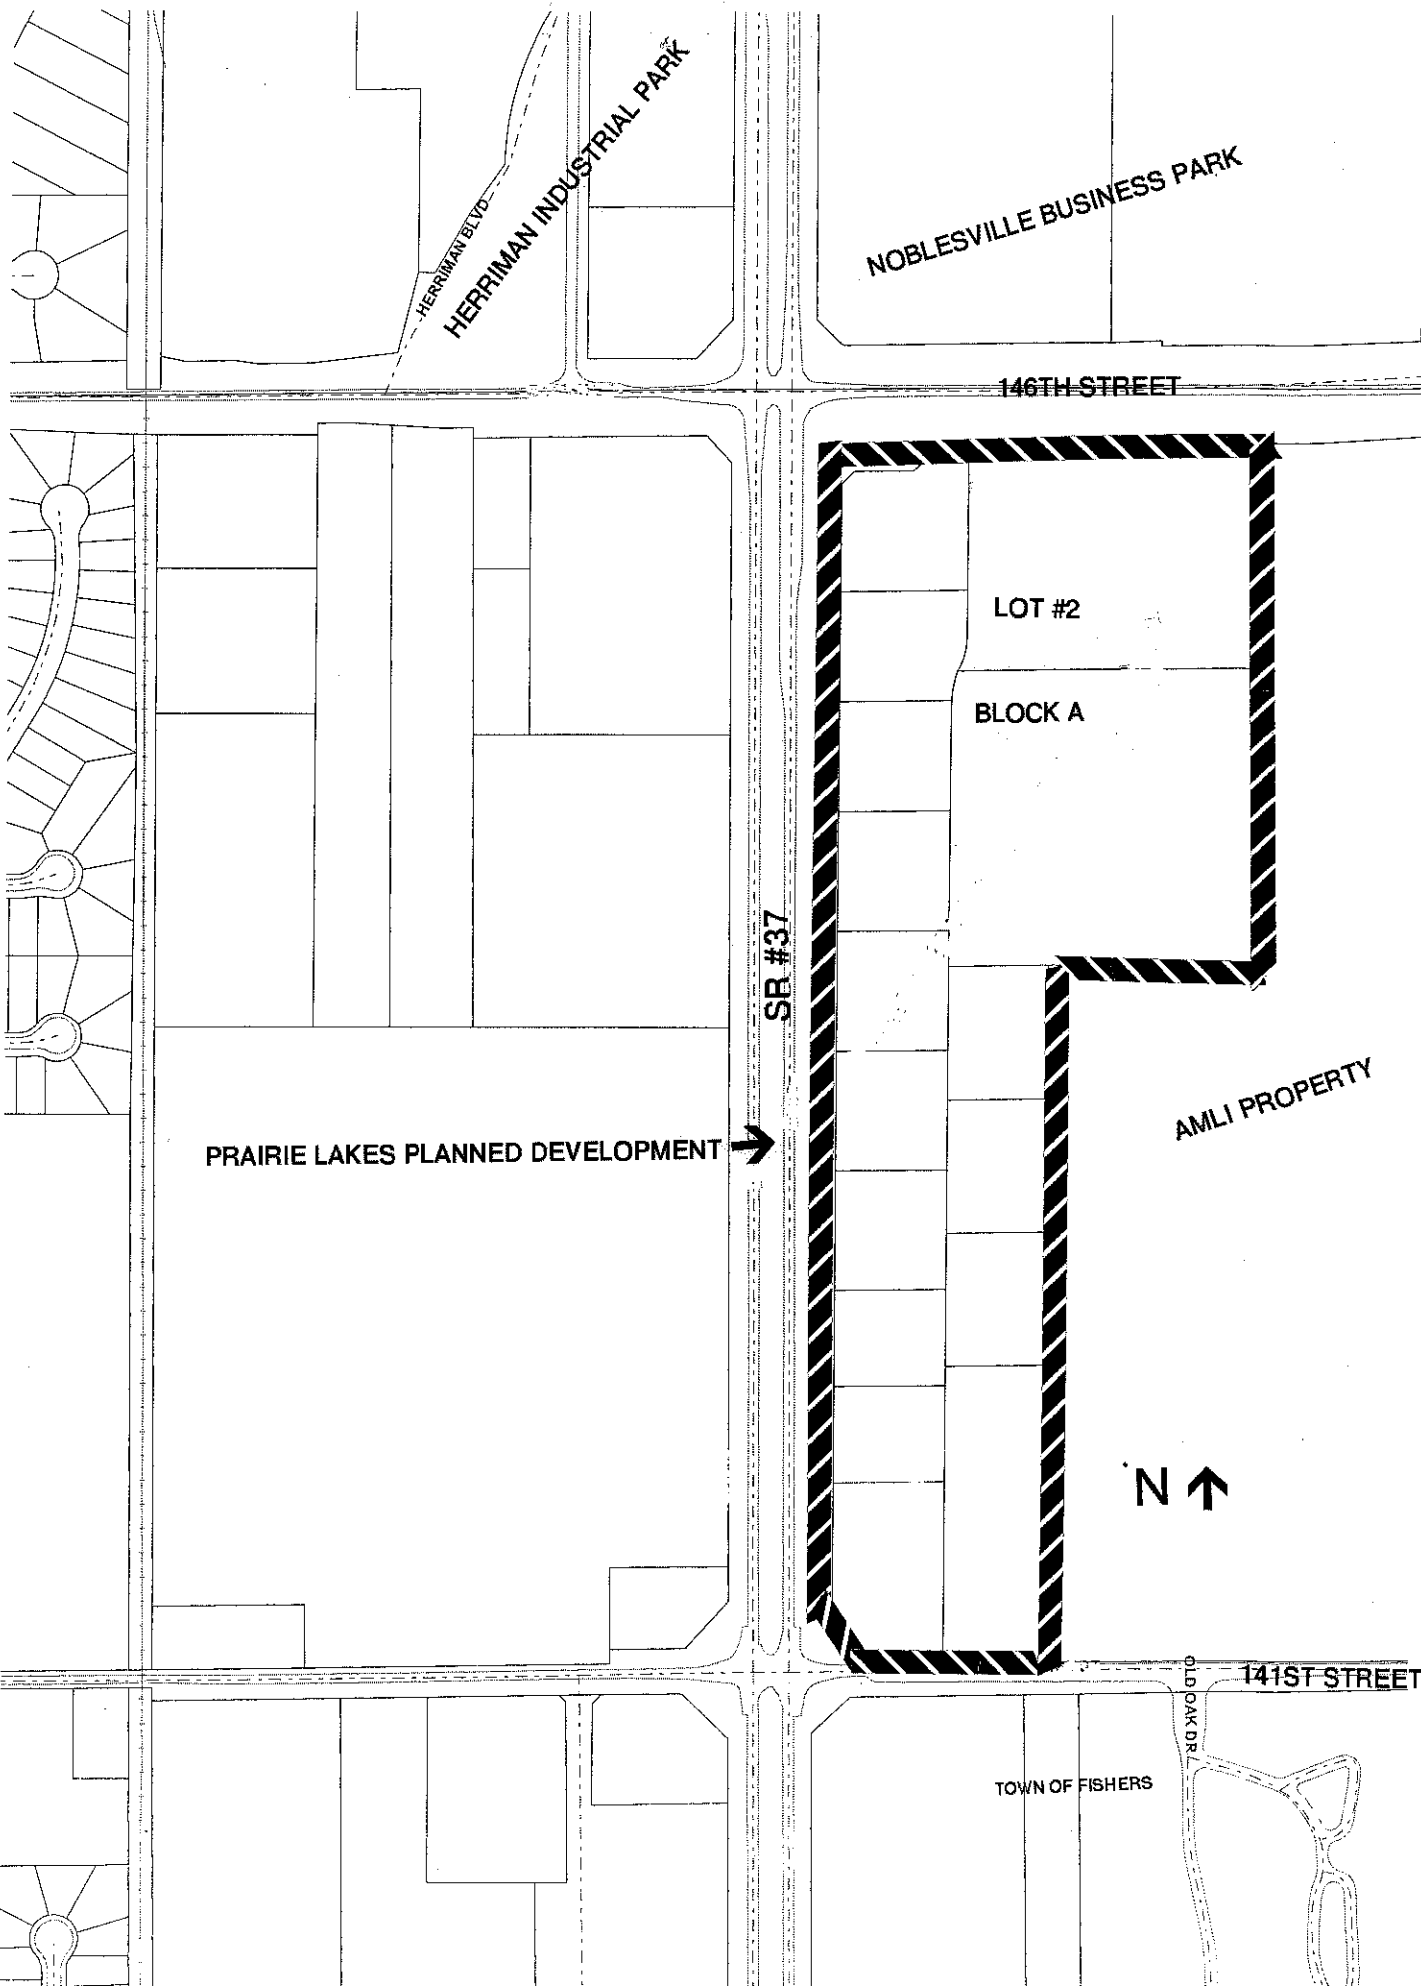 HERRIMAN INDUSTRIAL PARK
HERRIMAN BLVD
NOBLESVILLE BUSINESS PARK
146TH STREET
LOT #2
BLOCK A
SR #37
AMLI PROPERTY
PRAIRIE LAKES PLANNED DEVELOPMENT
N
141ST STREET
OLD OAK DR
TOWN OF FISHERS